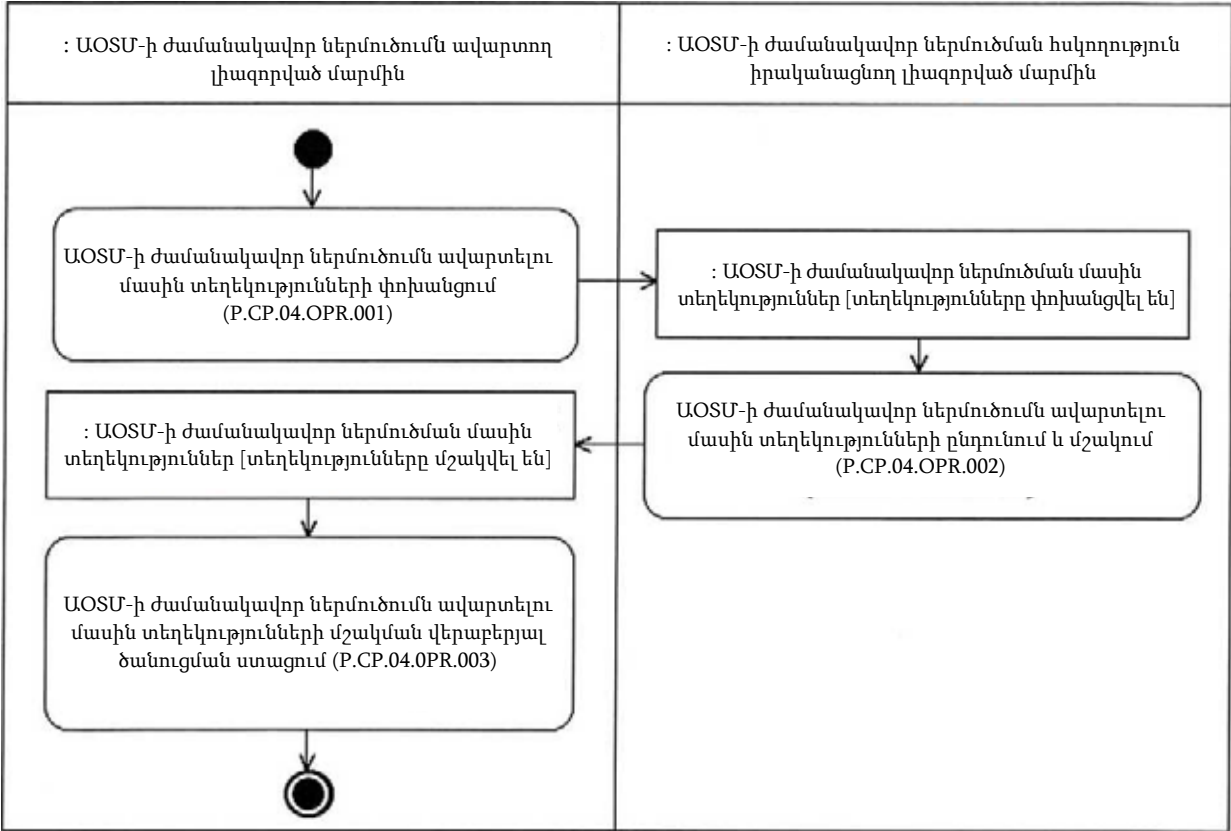 : ԱՕՏՄ-ի ժամանակավոր ներմուծումն ավարտող
լիազորված մարմին
: ԱՕՏՄ-ի ժամանակավոր ներմուծման հսկողություն
իրականացնող լիազորված մարմին
ԱՕՏՄ-ի ժամանակավոր ներմուծումն ավարտելու
մասին տեղեկությունների փոխանցում
(P.CP.04.OPR.001)
: ԱՕՏՄ-ի ժամանակավոր ներմուծման մասին
տեղեկություններ [տեղեկությունները փոխանցվել են]
ԱՕՏՄ-ի ժամանակավոր ներմուծումն ավարտելու
մասին տեղեկությունների ընդունում և մշակում
(P.CP.04.OPR.002)
: ԱՕՏՄ-ի ժամանակավոր ներմուծման մասին
տեղեկություններ [տեղեկությունները մշակվել են]
ԱՕՏՄ-ի ժամանակավոր ներմուծումն ավարտելու
մասին տեղեկությունների մշակման վերաբերյալ
ծանուցման ստացում (P.CP.04.0PR.003)